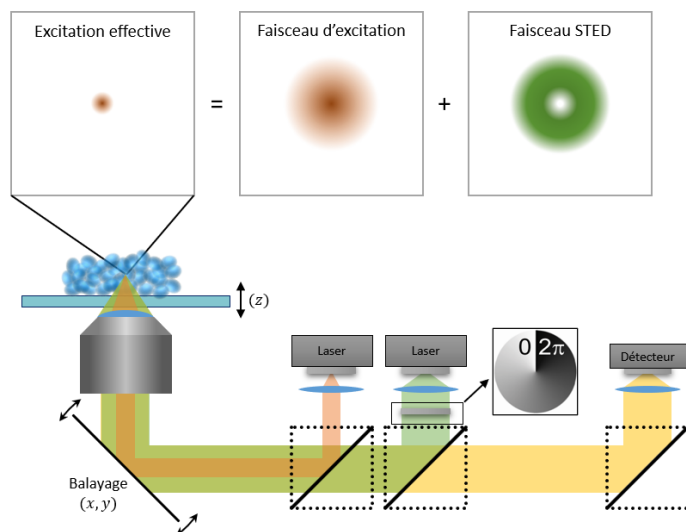 Excitation effective
Faisceau d'excitation
Faisceau STED
=
+
(z)
Laser
Laser
0 2π
Détecteur
Balayage
(x, y)